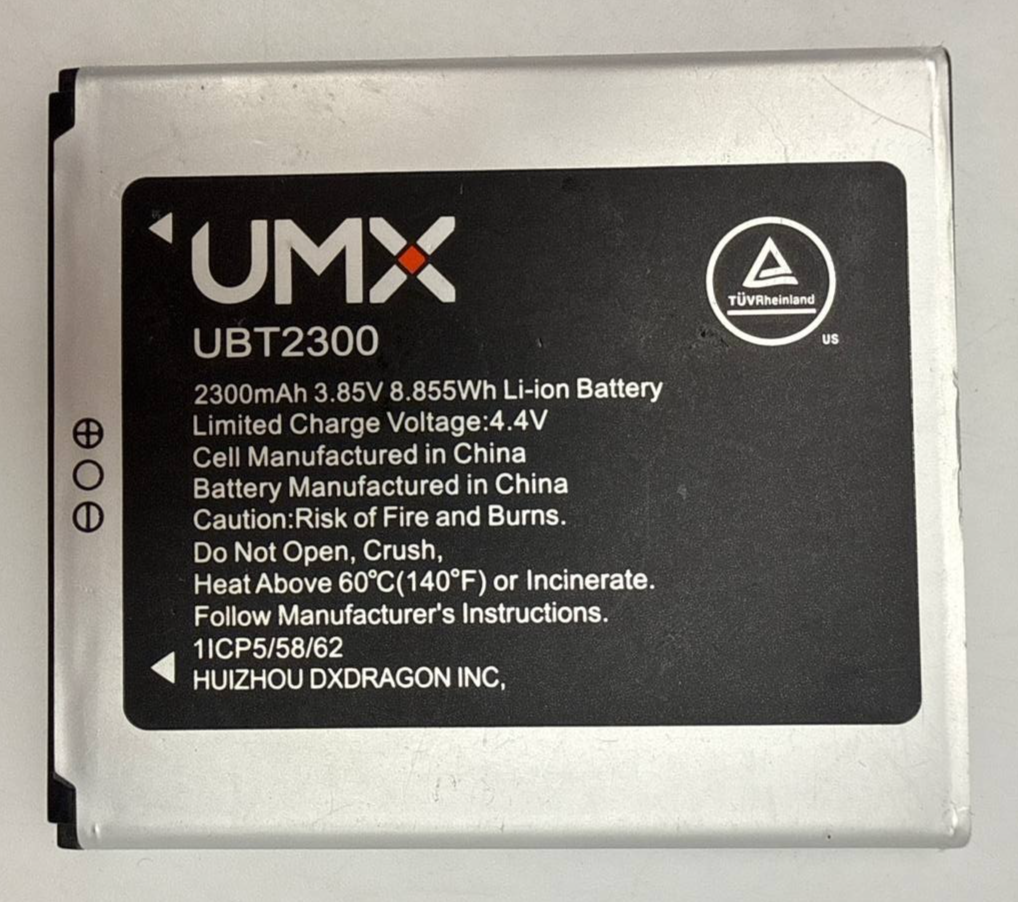 UMX
UBT2300
TÜVRheinland
US
2300mAh 3.85V 8.855Wh Li-ion Battery
Limited Charge Voltage:4.4V
Cell Manufactured in China
Battery Manufactured in China
Caution:Risk of Fire and Burns.
Do Not Open, Crush,
Heat Above 60℃(140°F) or Incinerate.
Follow Manufacturer's Instructions.
1ICP5/58/62
HUIZHOU DXDRAGON INC,